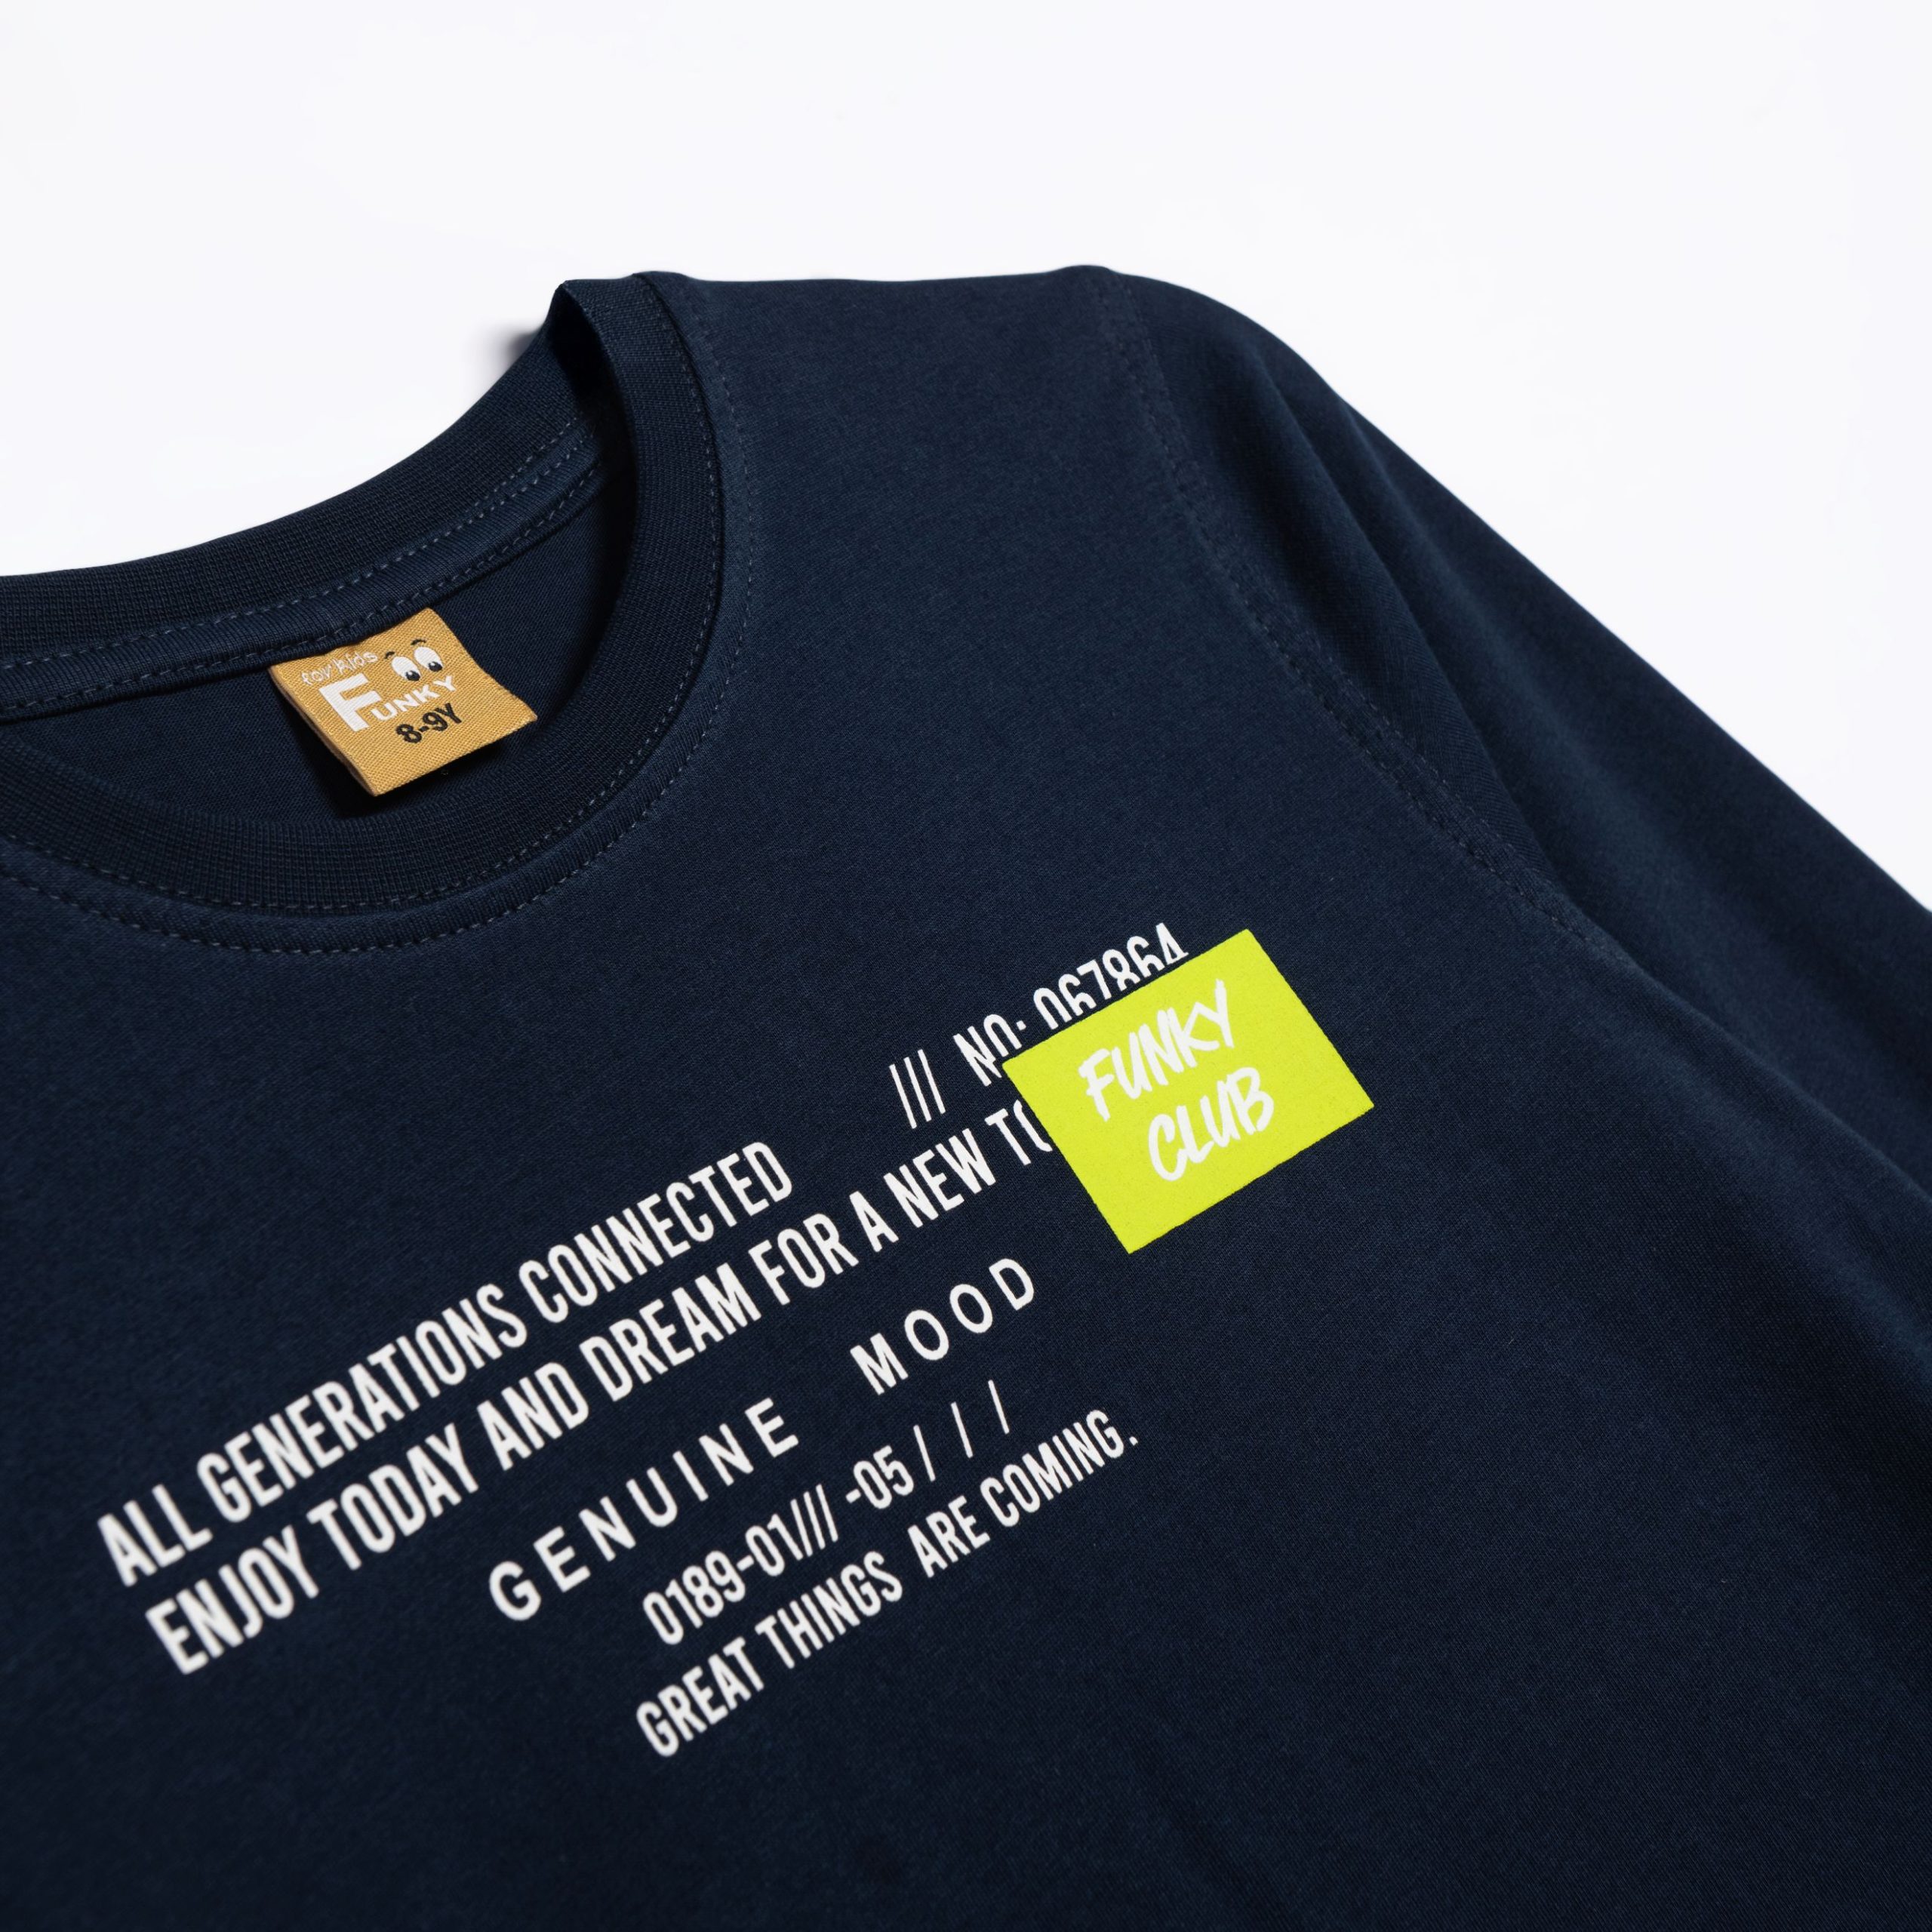 for kids
FUNKY
8-9Y
/// NO: 067864
FUNKY
CLUB
ALL GENERATIONS CONNECTED
ENJOY TODAY AND DREAM FOR A NEW
GENUINE MOOD
0189-01/// -05 / / /
GREAT THINGS ARE COMING.